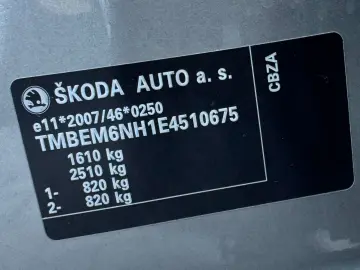 ŠKODA AUTO a. s.
e11*2007/46*0250
TMBEM6NH1E4510675
1610 kg
2510 kg
1- 820 kg
2- 820 kg
CBZA